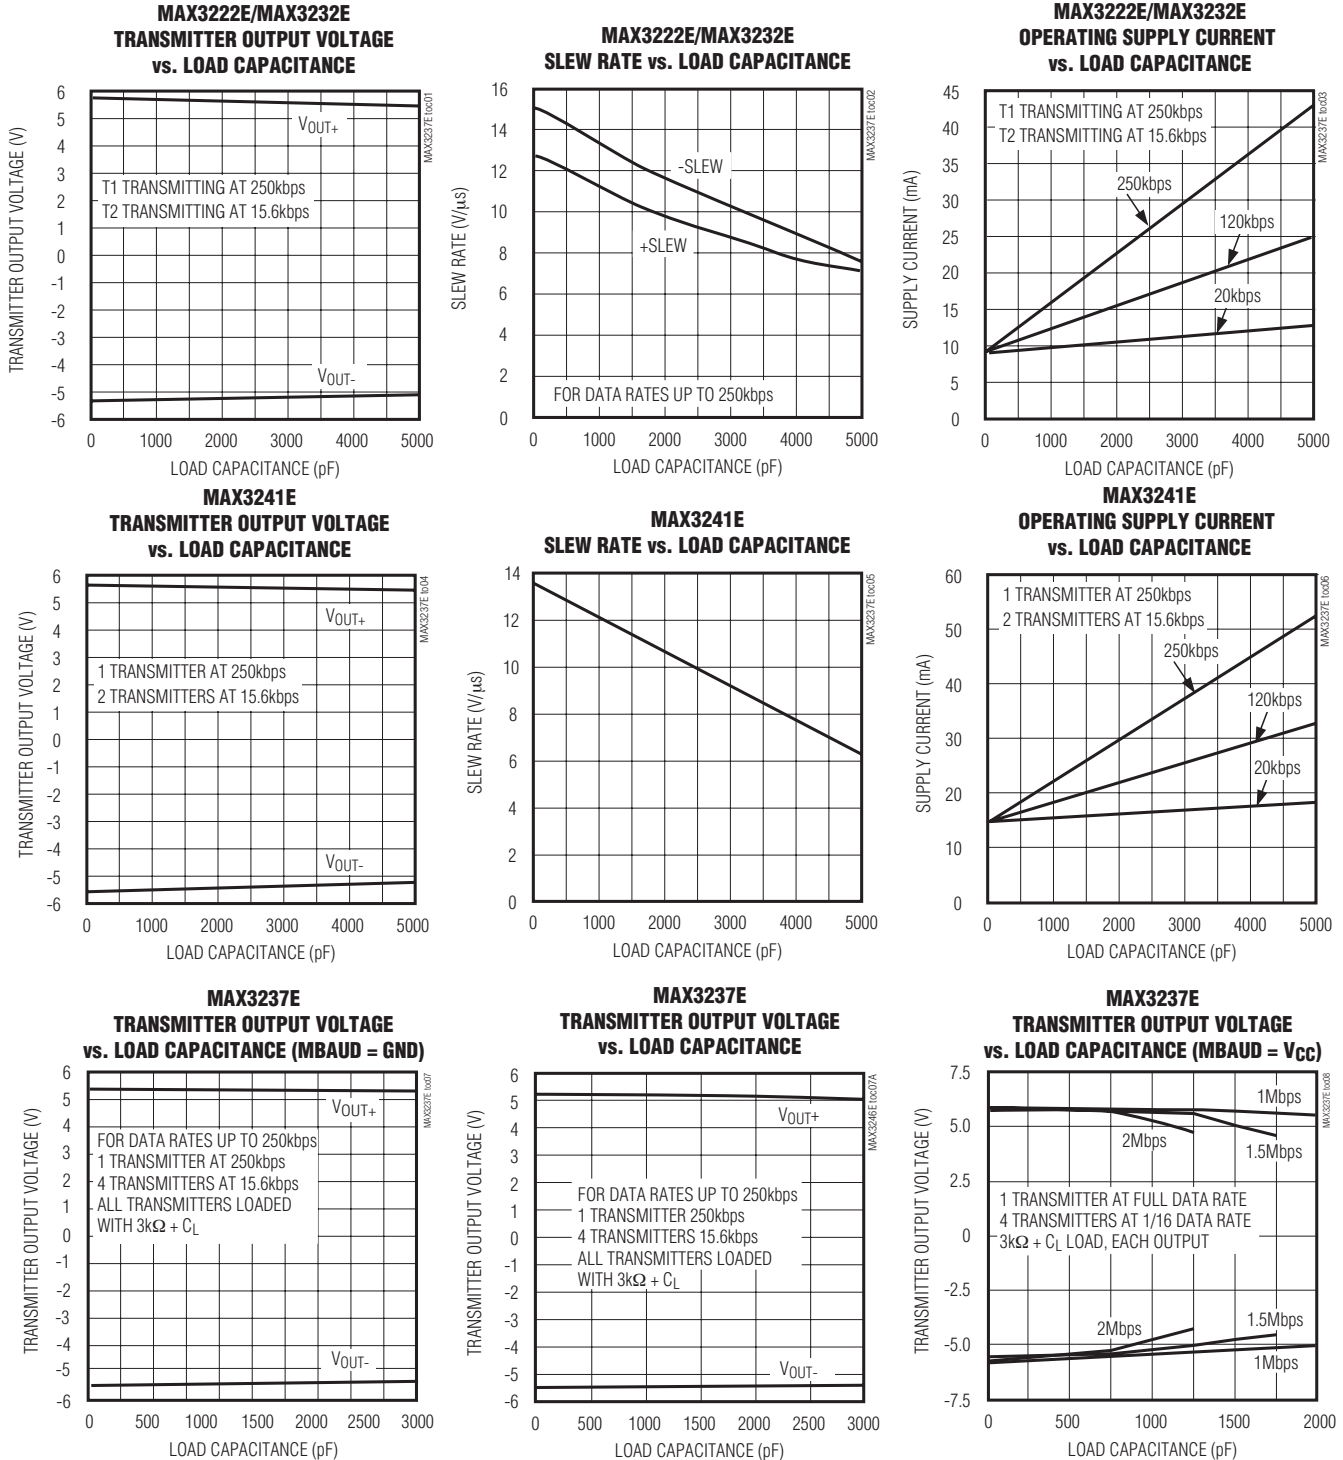 MAX3222E/MAX3232E
TRANSMITTER OUTPUT VOLTAGE
vs. LOAD CAPACITANCE
TRANSMITTER OUTPUT VOLTAGE (V)
6
5
4
3
2
1
0
-1
-2
-3
-4
-5
-6
VOUT+
T1 TRANSMITTING AT 250kbps
T2 TRANSMITTING AT 15.6kbps
VOUT-
MAX3237E toc01
0 1000 2000 3000 4000 5000
LOAD CAPACITANCE (pF)
MAX3222E/MAX3232E
SLEW RATE vs. LOAD CAPACITANCE
SLEW RATE (V/μs)
16
14
12
10
8
6
4
2
0
-SLEW
+SLEW
FOR DATA RATES UP TO 250kbps
MAX3237E toc02
0 1000 2000 3000 4000 5000
LOAD CAPACITANCE (pF)
MAX3222E/MAX3232E
OPERATING SUPPLY CURRENT
vs. LOAD CAPACITANCE
SUPPLY CURRENT (mA)
45
40
35
30
25
20
15
10
5
0
T1 TRANSMITTING AT 250kbps
T2 TRANSMITTING AT 15.6kbps
250kbps
120kbps
20kbps
MAX3237E toc03
0 1000 2000 3000 4000 5000
LOAD CAPACITANCE (pF)
MAX3241E
TRANSMITTER OUTPUT VOLTAGE
vs. LOAD CAPACITANCE
TRANSMITTER OUTPUT VOLTAGE (V)
6
5
4
3
2
1
0
-1
-2
-3
-4
-5
-6
VOUT+
1 TRANSMITTER AT 250kbps
2 TRANSMITTERS AT 15.6kbps
VOUT-
MAX3237E to04
0 1000 2000 3000 4000 5000
LOAD CAPACITANCE (pF)
MAX3241E
SLEW RATE vs. LOAD CAPACITANCE
SLEW RATE (V/μs)
14
12
10
8
6
4
2
0
MAX3237E toc05
0 1000 2000 3000 4000 5000
LOAD CAPACITANCE (pF)
MAX3241E
OPERATING SUPPLY CURRENT
vs. LOAD CAPACITANCE
SUPPLY CURRENT (mA)
60
50
40
30
20
10
0
1 TRANSMITTER AT 250kbps
2 TRANSMITTERS AT 15.6kbps
250kbps
120kbps
20kbps
MAX3237E toc06
0 1000 2000 3000 4000 5000
LOAD CAPACITANCE (pF)
MAX3237E
TRANSMITTER OUTPUT VOLTAGE
vs. LOAD CAPACITANCE (MBAUD = GND)
TRANSMITTER OUTPUT VOLTAGE (V)
6
5
4
3
2
1
0
-1
-2
-3
-4
-5
-6
VOUT+
FOR DATA RATES UP TO 250kbps
1 TRANSMITTER AT 250kbps
4 TRANSMITTERS AT 15.6kbps
ALL TRANSMITTERS LOADED
WITH 3kΩ + CL
VOUT-
MAX3237E toc07
0 500 1000 1500 2000 2500 3000
LOAD CAPACITANCE (pF)
MAX3237E
TRANSMITTER OUTPUT VOLTAGE
vs. LOAD CAPACITANCE
TRANSMITTER OUTPUT VOLTAGE (V)
6
5
4
3
2
1
0
-1
-2
-3
-4
-5
-6
VOUT+
FOR DATA RATES UP TO 250kbps
1 TRANSMITTER 250kbps
4 TRANSMITTERS 15.6kbps
ALL TRANSMITTERS LOADED
WITH 3kΩ + CL
VOUT-
MAX3246E toc07A
0 500 1000 1500 2000 2500 3000
LOAD CAPACITANCE (pF)
MAX3237E
TRANSMITTER OUTPUT VOLTAGE
vs. LOAD CAPACITANCE (MBAUD = VCC)
TRANSMITTER OUTPUT VOLTAGE (V)
7.5
5.0
2.5
0
-2.5
-5.0
-7.5
1Mbps
2Mbps
1.5Mbps
1 TRANSMITTER AT FULL DATA RATE
4 TRANSMITTERS AT 1/16 DATA RATE
3kΩ + CL LOAD, EACH OUTPUT
2Mbps
1.5Mbps
1Mbps
MAX3237E toc08
0 500 1000 1500 2000
LOAD CAPACITANCE (pF)